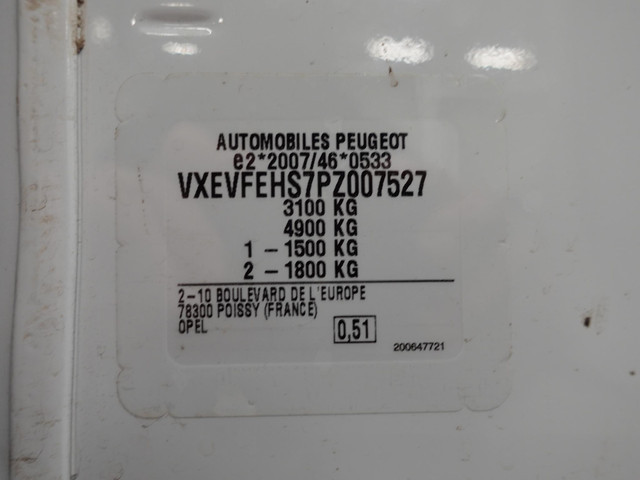 AUTOMOBILES PEUGEOT
e2*2007/46*0533
VXEVFEHS7PZ007527
3100 KG
4900 KG
1 - 1500 KG
2 - 1800 KG
2-10 BOULEVARD DE L'EUROPE
78300 POISSY (FRANCE)
OPEL
0,51
200647721